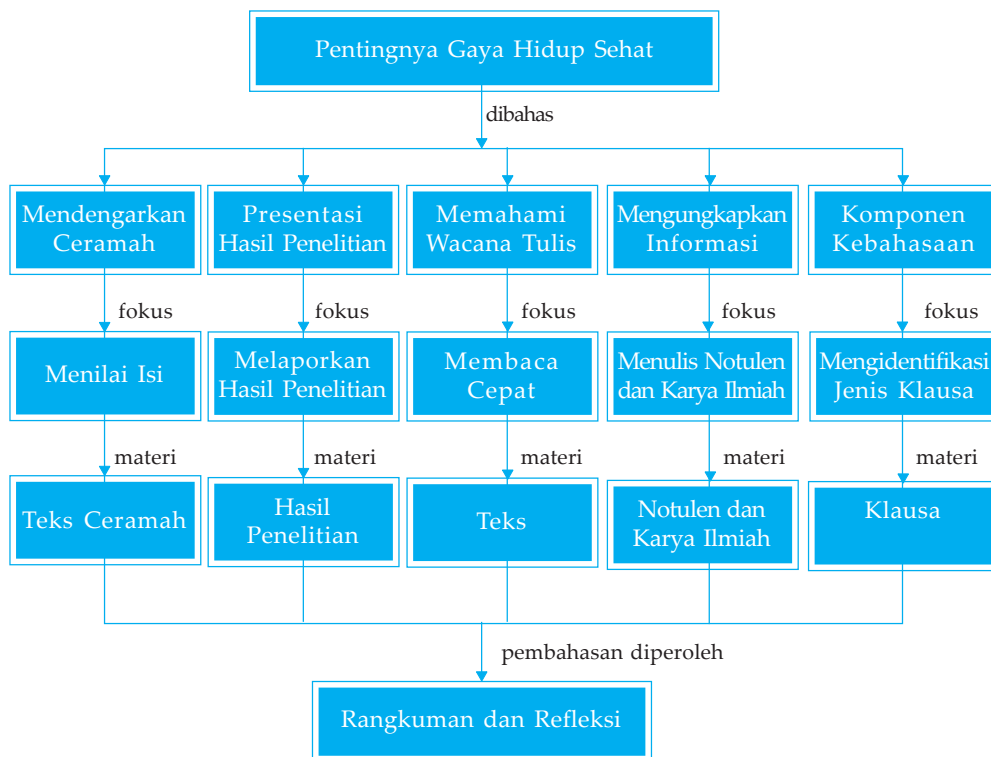 Pentingnya Gaya Hidup Sehat
dibahas
Mendengarkan
Ceramah
Presentasi
Hasil Penelitian
Memahami
Wacana Tulis
Mengungkapkan
Informasi
Komponen
Kebahasaan
fokus
fokus
fokus
fokus
fokus
Menilai Isi
Melaporkan
Hasil Penelitian
Membaca
Cepat
Menulis Notulen
dan Karya Ilmiah
Mengidentifikasi
Jenis Klausa
materi
materi
materi
materi
materi
Teks Ceramah
Hasil
Penelitian
Teks
Notulen dan
Karya Ilmiah
Klausa
pembahasan diperoleh
Rangkuman dan Refleksi